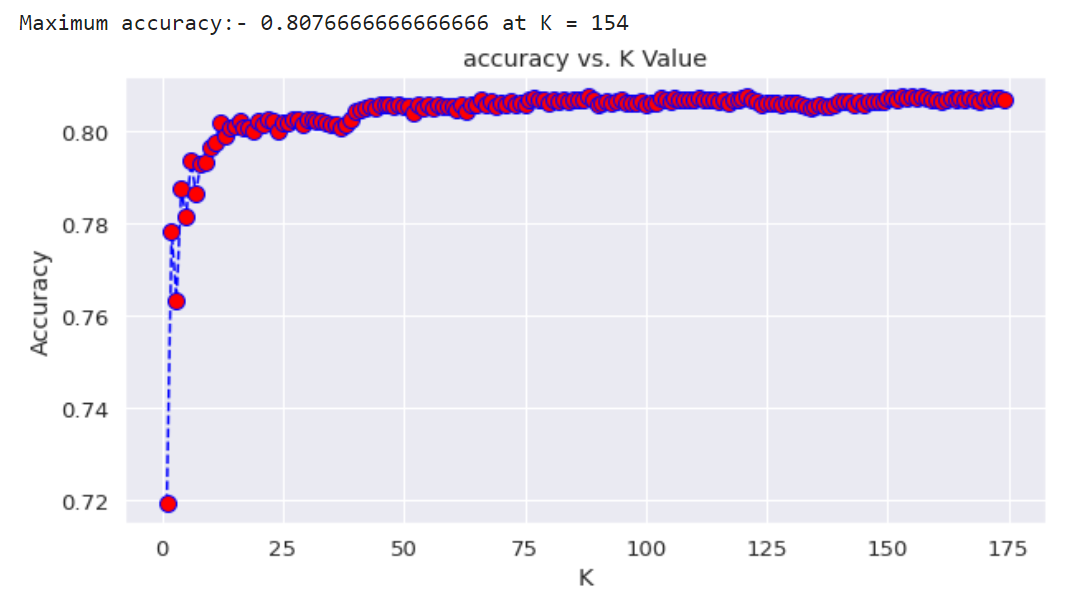 Maximum accuracy:- 0.8076666666666666 at K = 154
accuracy vs. K Value
Accuracy
0.80
0.78
0.76
0.74
0.72
0 25 50 75 100 125 150 175
K